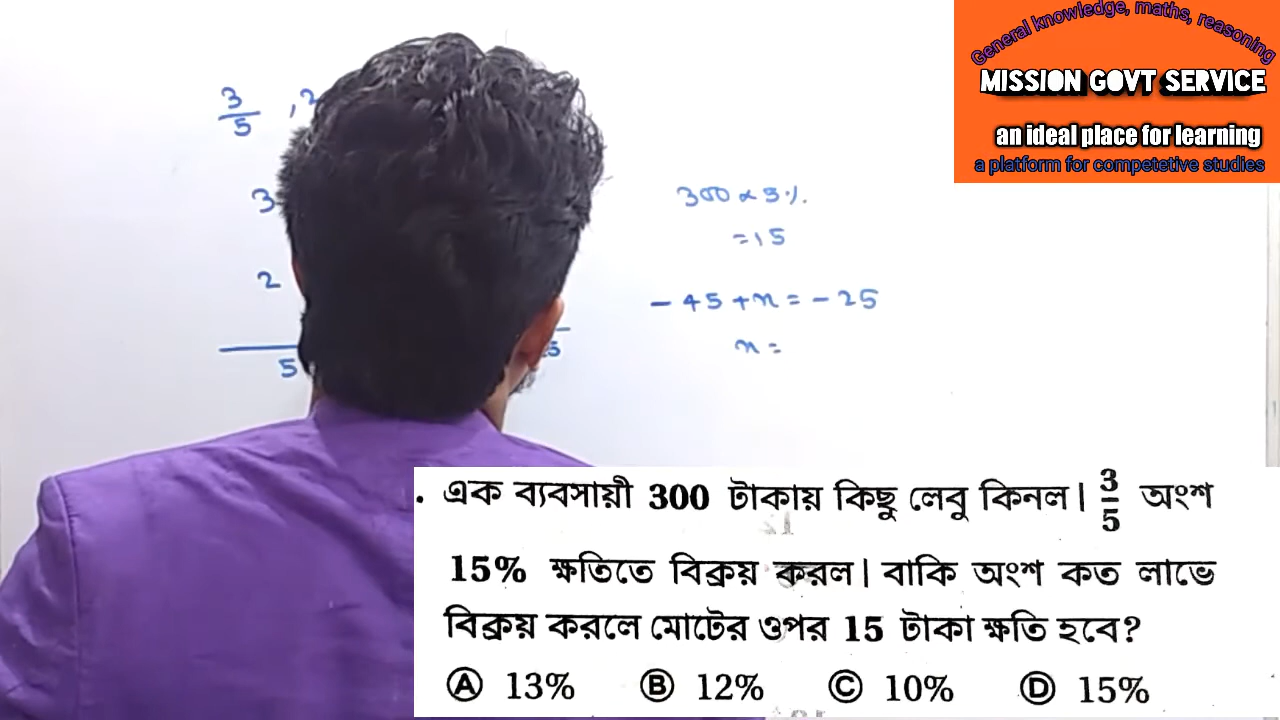 General knowledge, maths, reasoning
MISSION GOVT SERVICE
an ideal place for learning
a platform for competetive studies
3/5
3
2
5
300 × 5%
= 15
- 45 + x = - 25
x =
. এক ব্যবসায়ী 300 টাকায় কিছু লেবু কিনল। 3/5 অংশ
15% ক্ষতিতে বিক্রয় করল। বাকি অংশ কত লাভে
বিক্রয় করলে মোটের ওপর 15 টাকা ক্ষতি হবে?
Ⓐ 13% Ⓑ 12% Ⓒ 10% Ⓓ 15%